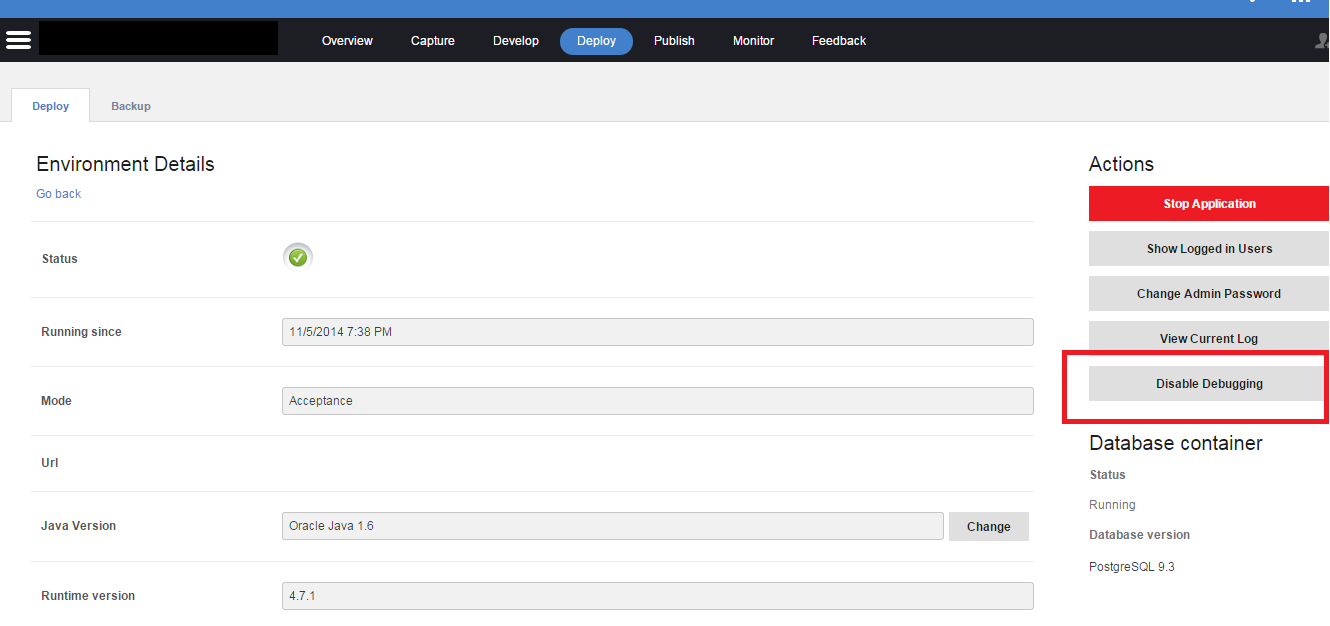 Overview Capture Develop Deploy Publish Monitor Feedback
Deploy Backup
Environment Details
Go back
Status
Running since 11/5/2014 7:38 PM
Mode Acceptance
Url
Java Version Oracle Java 1.6 Change
Runtime version 4.7.1
Actions
Stop Application
Show Logged in Users
Change Admin Password
View Current Log
Disable Debugging
Database container
Status
Running
Database version
PostgreSQL 9.3